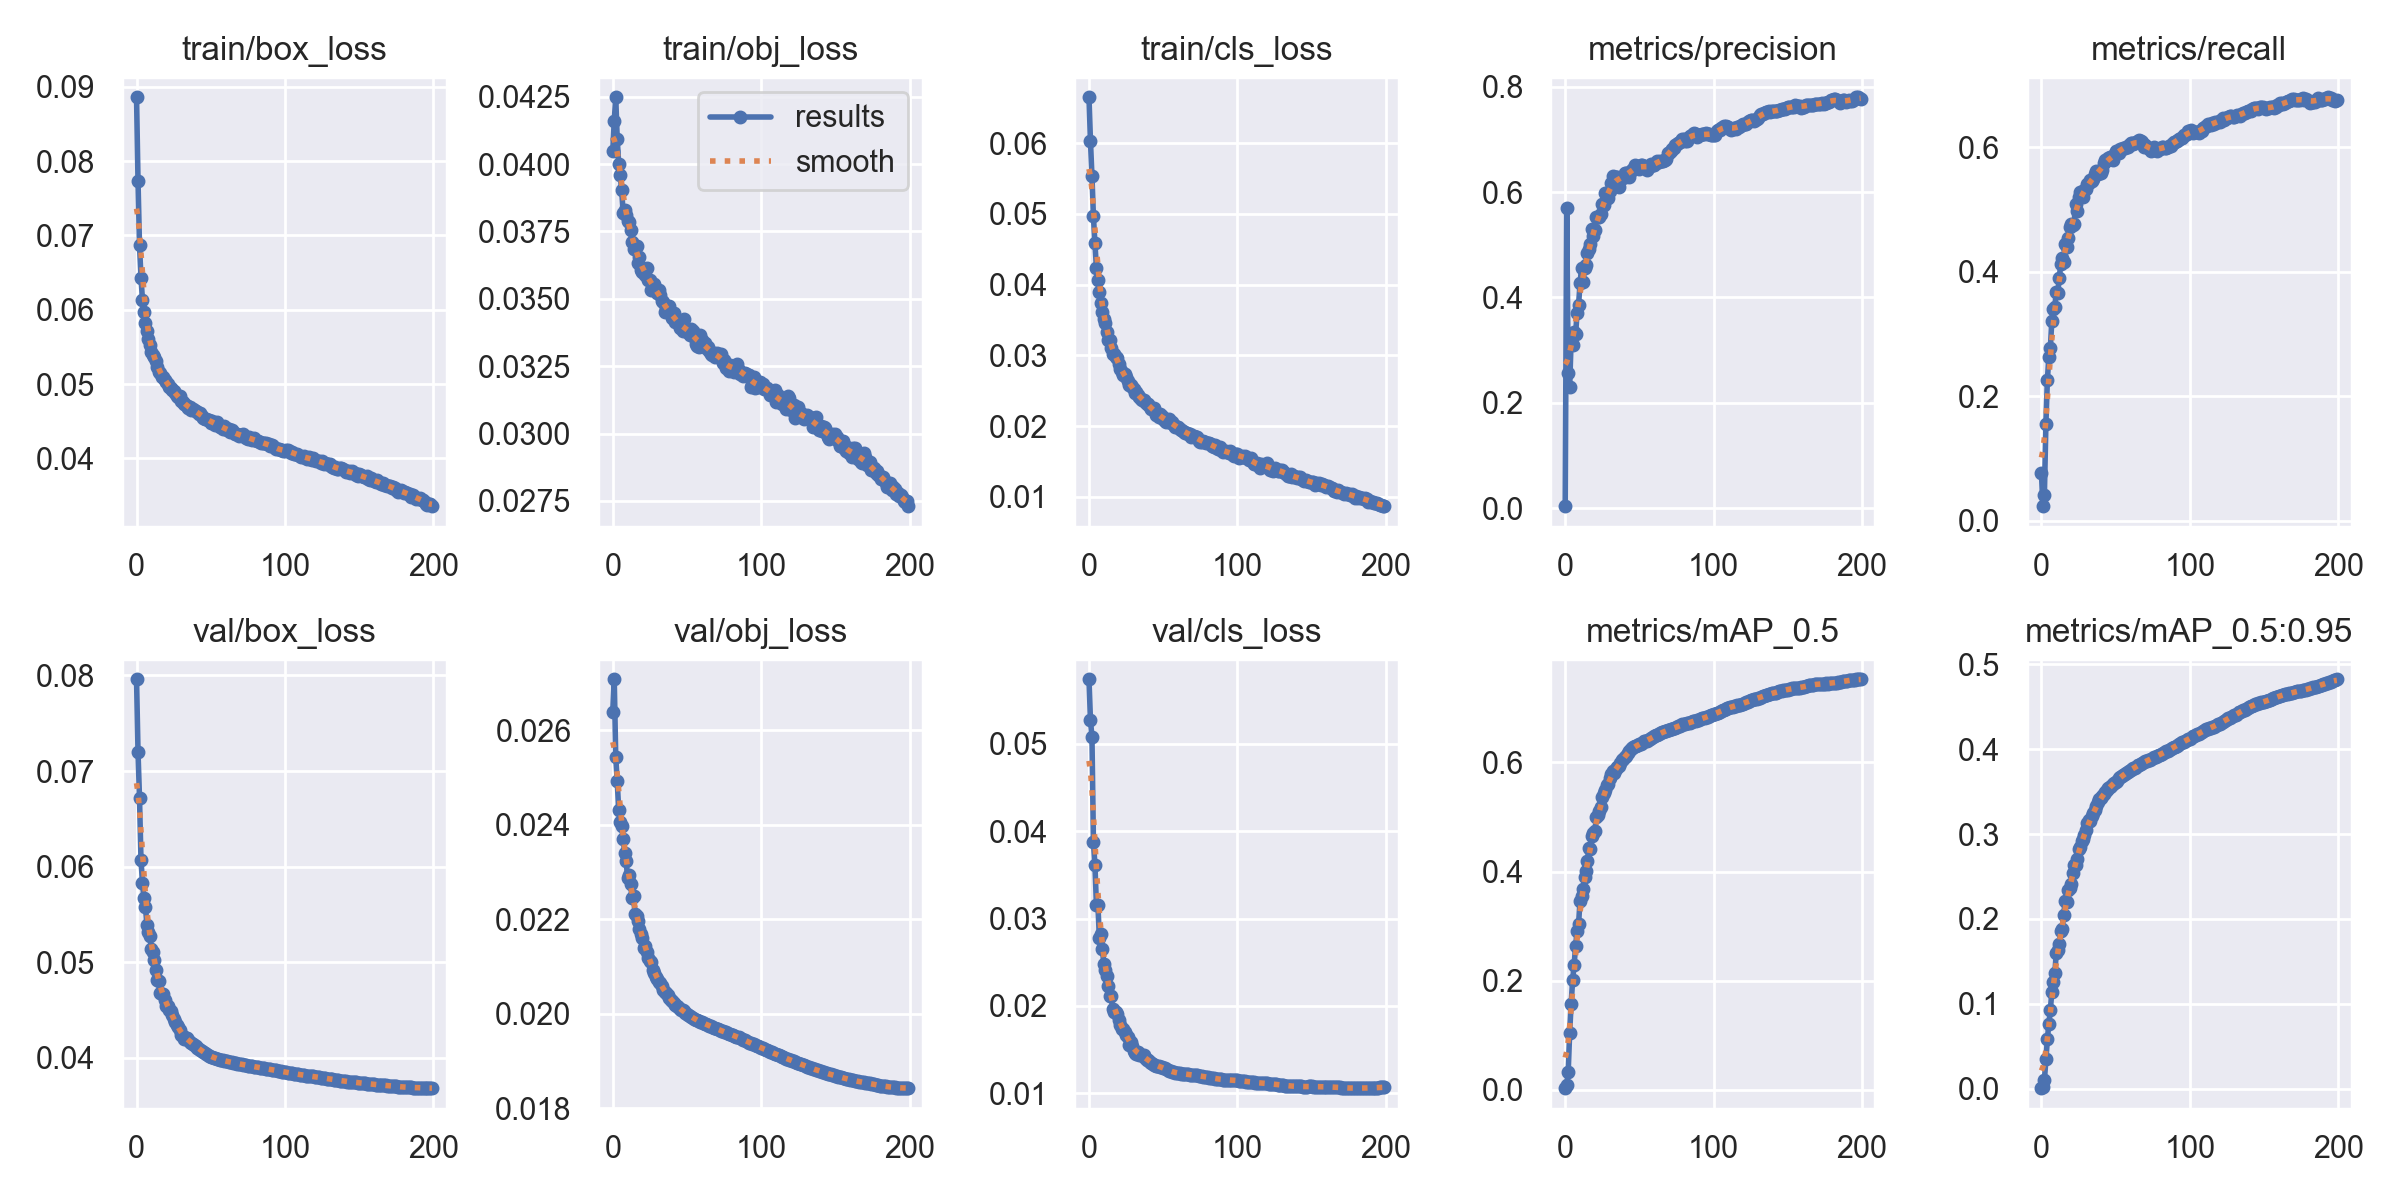 train/box_loss
0.09
0.08
0.07
0.06
0.05
0.04
0 100 200
train/obj_loss
results
smooth
0.0425
0.0400
0.0375
0.0350
0.0325
0.0300
0.0275
0 100 200
train/cls_loss
0.06
0.05
0.04
0.03
0.02
0.01
0 100 200
metrics/precision
0.8
0.6
0.4
0.2
0.0
0 100 200
metrics/recall
0.6
0.4
0.2
0.0
0 100 200
val/box_loss
0.08
0.07
0.06
0.05
0.04
0 100 200
val/obj_loss
0.026
0.024
0.022
0.020
0.018
0 100 200
val/cls_loss
0.05
0.04
0.03
0.02
0.01
0 100 200
metrics/mAP_0.5
0.6
0.4
0.2
0.0
0 100 200
metrics/mAP_0.5:0.95
0.5
0.4
0.3
0.2
0.1
0.0
0 100 200